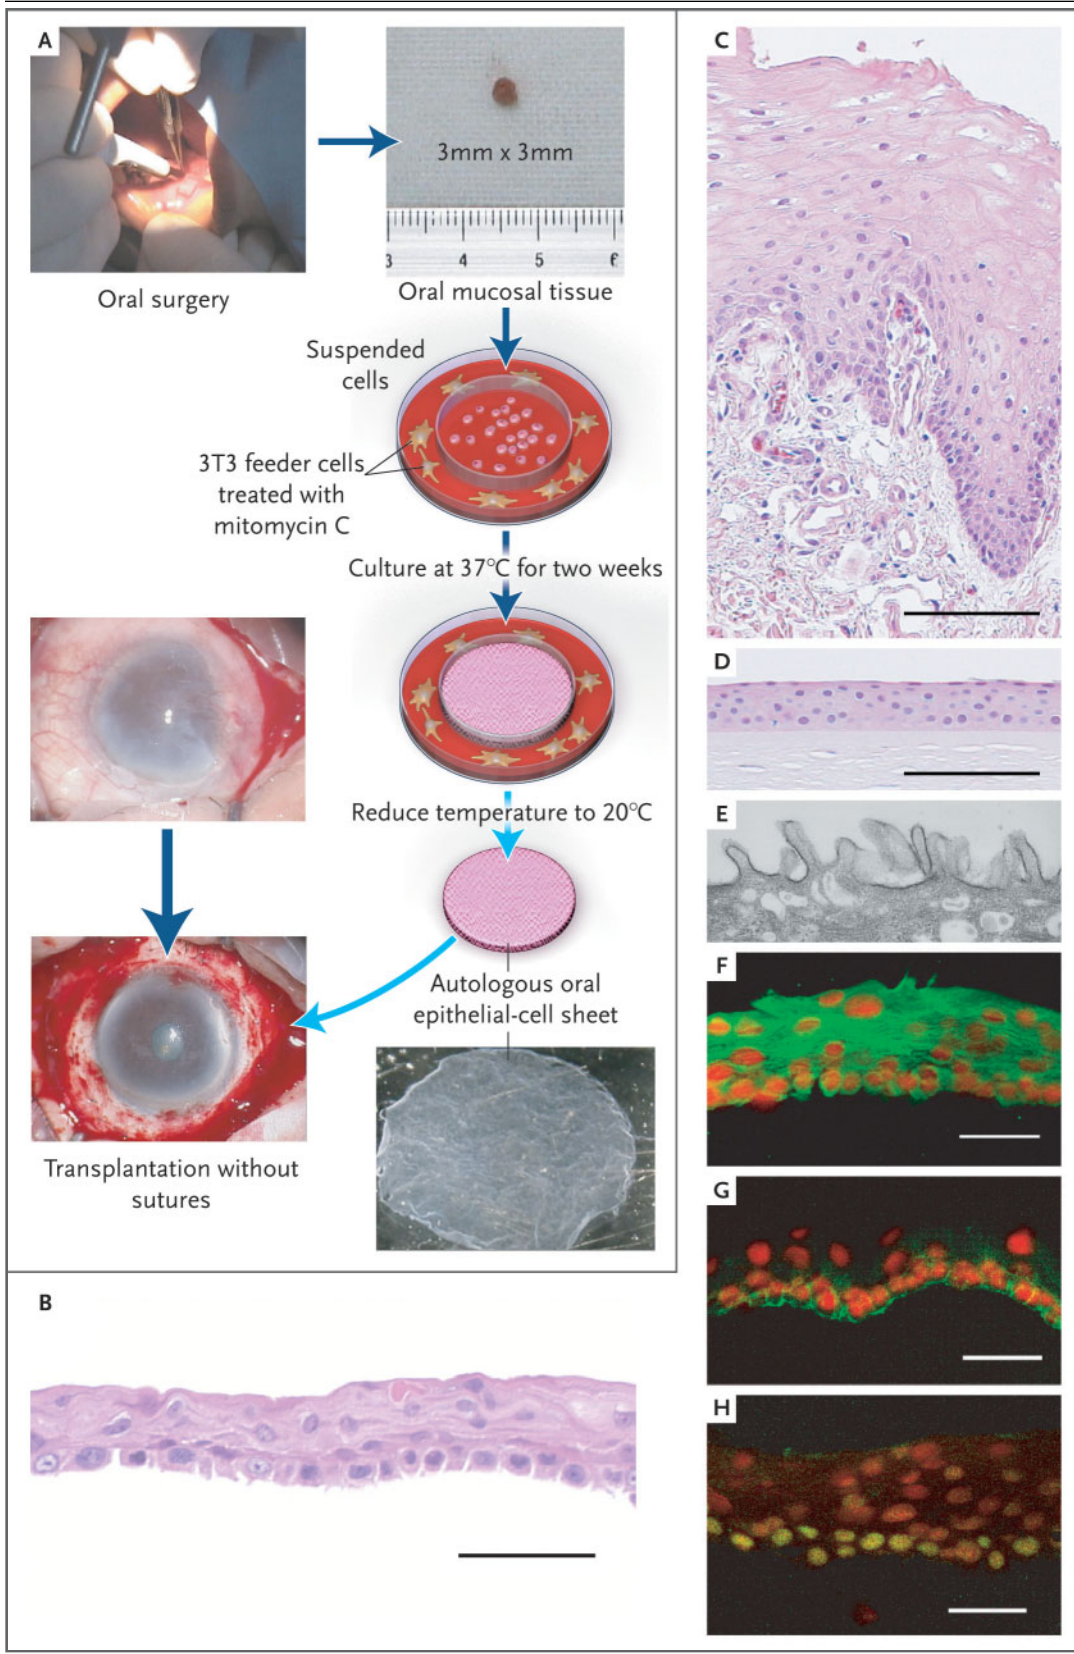 A
3mm x 3mm
3 4 5 6
Oral surgery
Oral mucosal tissue
Suspended
cells
3T3 feeder cells
treated with
mitomycin C
Culture at 37°C for two weeks
Reduce temperature to 20°C
Autologous oral
epithelial-cell sheet
Transplantation without
sutures
B
C
D
E
F
G
H